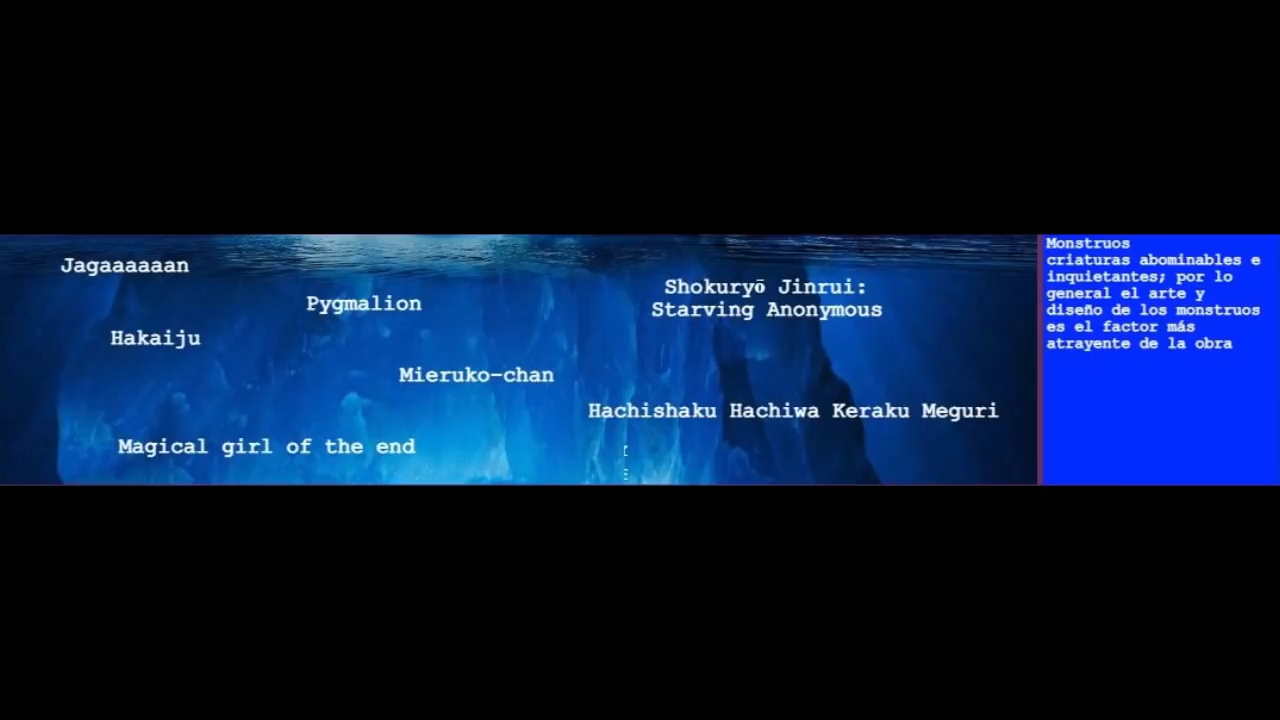 Jagaaaaaan
Pygmalion
Hakaiju
Mieruko-chan
Magical girl of the end
Shokuryō Jinrui:
Starving Anonymous
Hachishaku Hachiwa Keraku Meguri
Monstruos
criaturas abominables e
inquietantes; por lo
general el arte y
diseño de los monstruos
es el factor más
atrayente de la obra